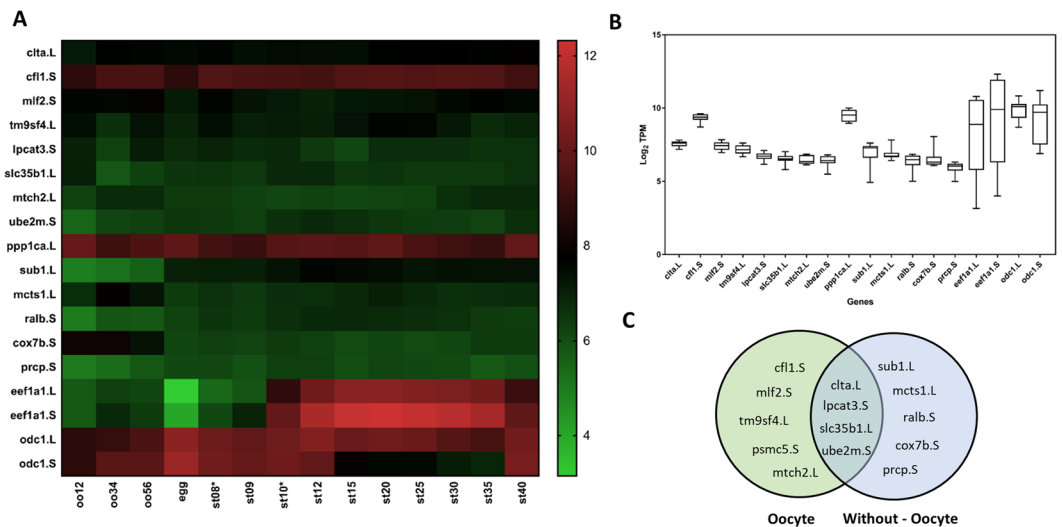 A
clta.L
cfl1.S
mlf2.S
tm9sf4.L
lpcat3.S
slc35b1.L
mtch2.L
ube2m.S
ppp1ca.L
sub1.L
mcts1.L
ralb.S
cox7b.S
prcp.S
eef1a1.L
eef1a1.S
odc1.L
odc1.S
oo12 oo34 oo56 egg st08* st09 st10* st12 st15 st20 st25 st30 st35 st40
12
10
8
6
4
B
Log2 TPM
15
10
5
0
clta.L cfl1.S mlf2.S tm9sf4.L lpcat3.S slc35b1.L mtch2.L ube2m.S ppp1ca.L sub1.L mcts1.L ralb.S cox7b.S prcp.S eef1a1.L eef1a1.S odc1.L odc1.S
Genes
C
cfl1.S
mlf2.S
tm9sf4.L
psmc5.S
mtch2.L
clta.L
lpcat3.S
slc35b1.L
ube2m.S
sub1.L
mcts1.L
ralb.S
cox7b.S
prcp.S
Oocyte
Without - Oocyte